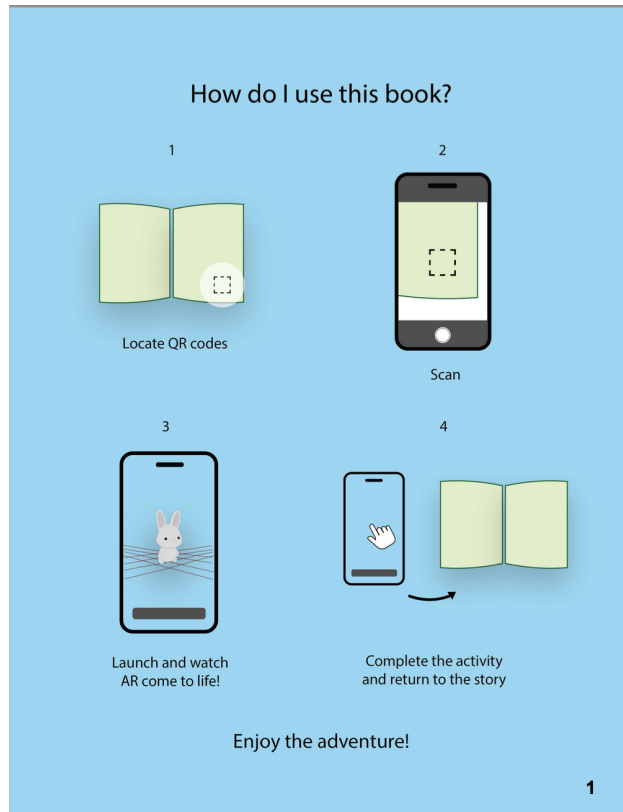 How do I use this book?
1
2
Locate QR codes
Scan
3
4
Launch and watch
AR come to life!
Complete the activity
and return to the story
Enjoy the adventure!
1